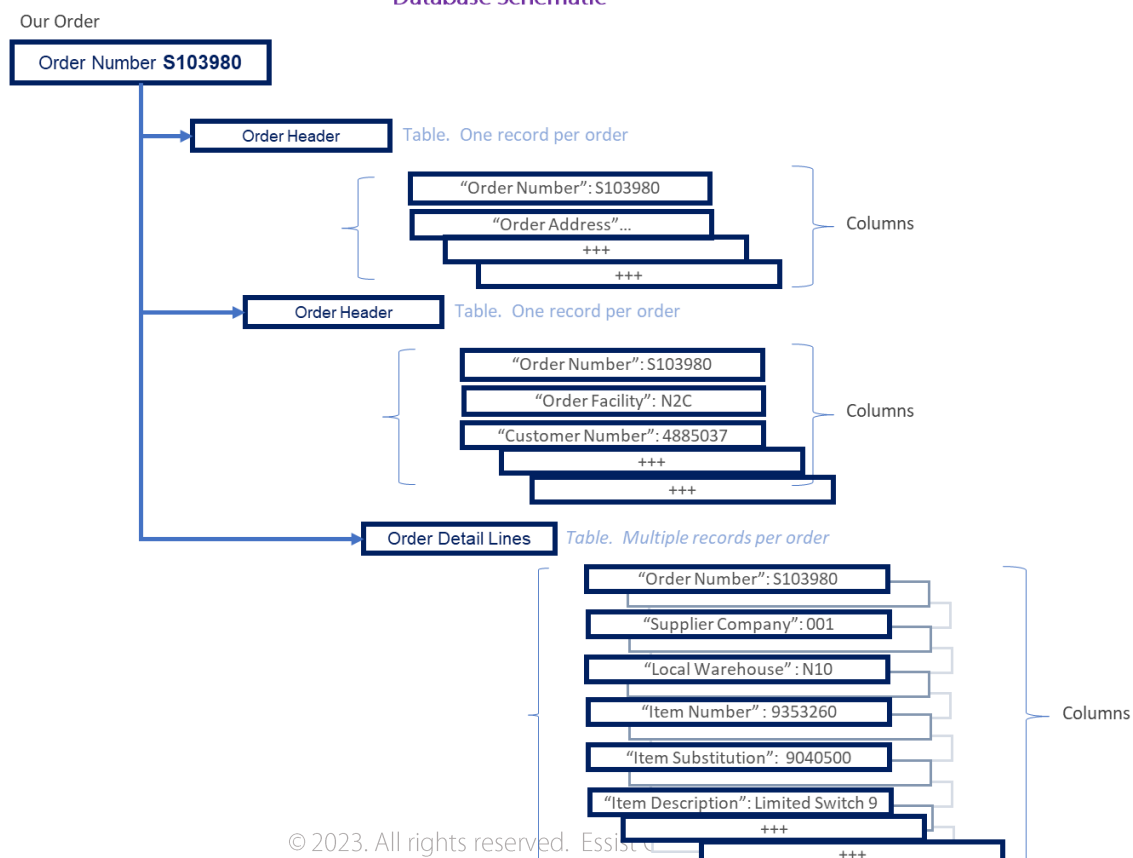 Database Schematic
Our Order
Order Number S103980
Order Header
Table. One record per order
“Order Number”: S103980
“Order Address”...
+++
+++
Columns
Order Header
Table. One record per order
“Order Number”: S103980
“Order Facility”: N2C
“Customer Number”: 4885037
+++
+++
Columns
Order Detail Lines
Table. Multiple records per order
“Order Number”: S103980
“Supplier Company”: 001
“Local Warehouse” : N10
“Item Number” : 9353260
“Item Substitution”: 9040500
“Item Description”: Limited Switch 9
+++
+++
Columns
© 2023. All rights reserved.